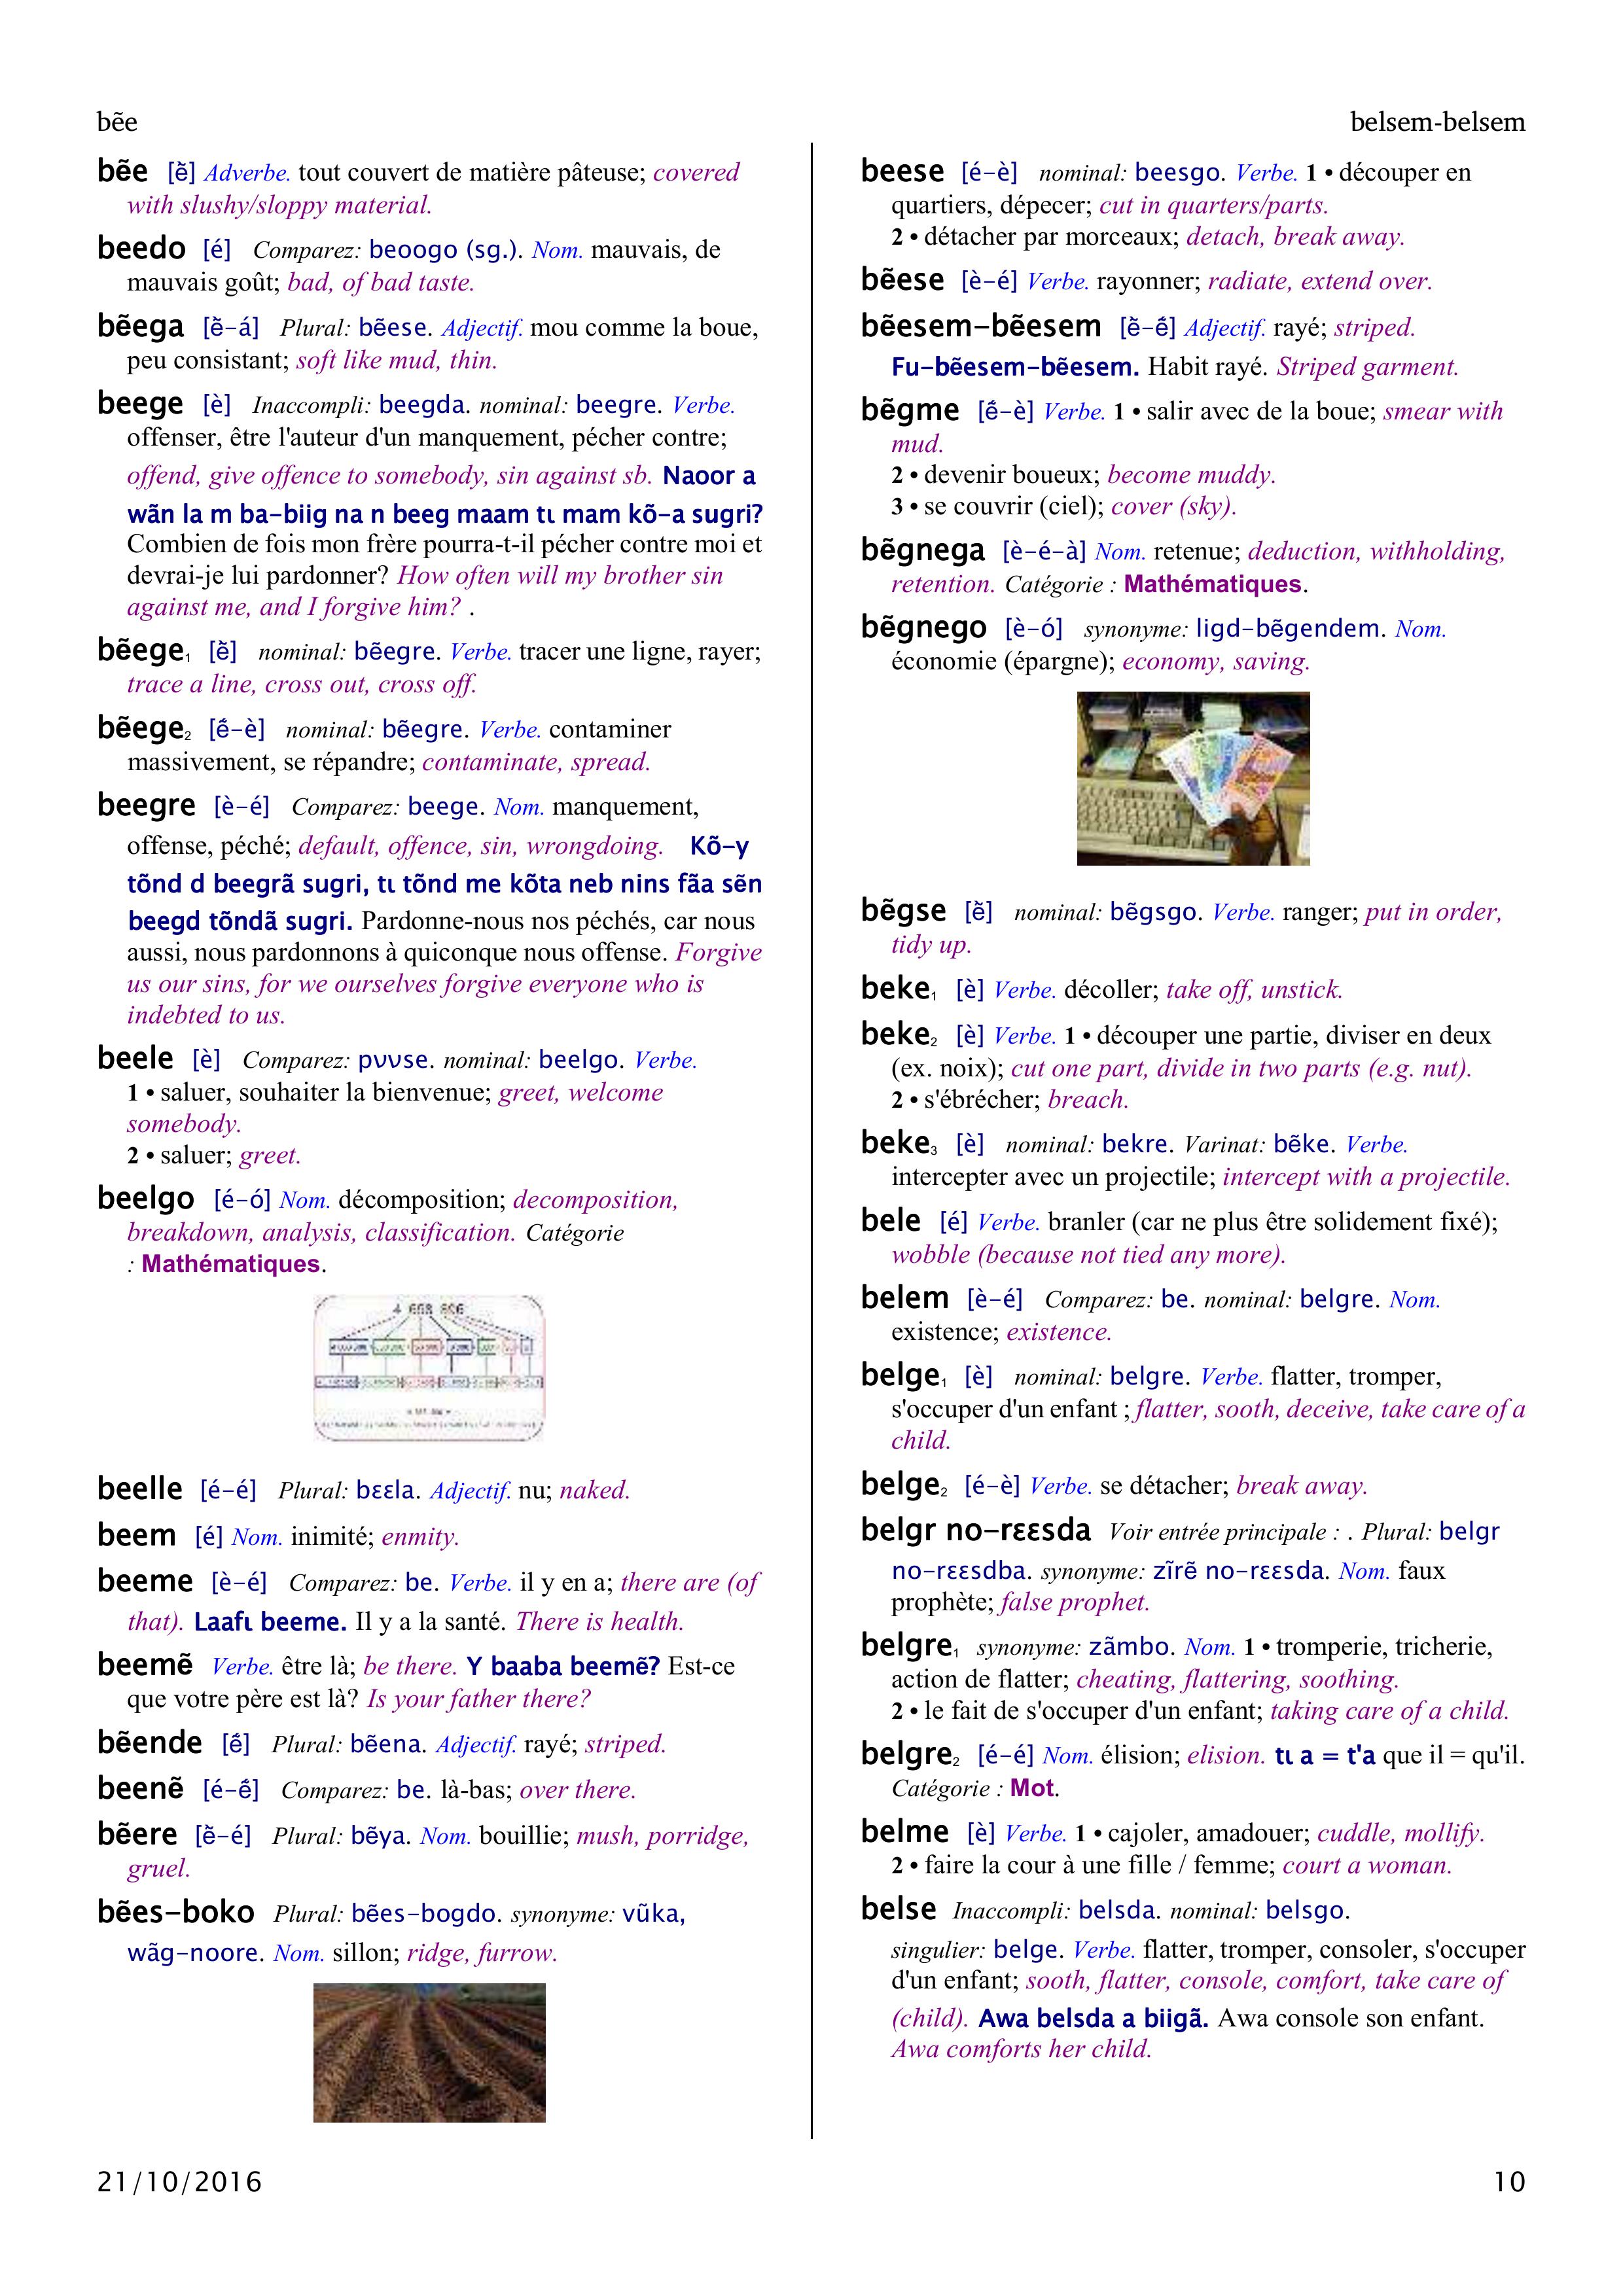 bẽe
belsem-belsem
bẽe [ẽ̀] Adverbe. tout couvert de matière pâteuse; covered
with slushy/sloppy material.
beedo [é] Comparez: beoogo (sg.). Nom. mauvais, de
mauvais goût; bad, of bad taste.
bẽega [ẽ̀-á] Plural: bẽese. Adjectif. mou comme la boue,
peu consistant; soft like mud, thin.
beege [è] Inaccompli: beegda. nominal: beegre. Verbe.
offenser, être l'auteur d'un manquement, pécher contre;
offend, give offence to somebody, sin against sb. Naoor a
wãn la m ba-biig na n beeg maam tɩ mam kõ-a sugri?
Combien de fois mon frère pourra-t-il pécher contre moi et
devrai-je lui pardonner? How often will my brother sin
against me, and I forgive him? .
bẽege₁ [ẽ̀] nominal: bẽegre. Verbe. tracer une ligne, rayer;
trace a line, cross out, cross off.
bẽege₂ [ẽ́-è] nominal: bẽegre. Verbe. contaminer
massivement, se répandre; contaminate, spread.
beegre [è-é] Comparez: beege. Nom. manquement,
offense, péché; default, offence, sin, wrongdoing. Kõ-y
tõnd d beegrã sugri, tɩ tõnd me kõta neb nins fãa sẽn
beegd tõndã sugri. Pardonne-nous nos péchés, car nous
aussi, nous pardonnons à quiconque nous offense. Forgive
us our sins, for we ourselves forgive everyone who is
indebted to us.
beele [è] Comparez: pʋʋse. nominal: beelgo. Verbe.
1 • saluer, souhaiter la bienvenue; greet, welcome
somebody.
2 • saluer; greet.
beelgo [é-ó] Nom. décomposition; decomposition,
breakdown, analysis, classification. Catégorie
: Mathématiques.
beelle [é-é] Plural: bɛɛla. Adjectif. nu; naked.
beem [é] Nom. inimité; enmity.
beeme [è-é] Comparez: be. Verbe. il y en a; there are (of
that). Laafɩ beeme. Il y a la santé. There is health.
beemẽ Verbe. être là; be there. Y baaba beemẽ? Est-ce
que votre père est là? Is your father there?
bẽende [ẽ́] Plural: bẽena. Adjectif. rayé; striped.
beenẽ [é-ẽ́] Comparez: be. là-bas; over there.
bẽere [ẽ̀-é] Plural: bẽya. Nom. bouillie; mush, porridge,
gruel.
bẽes-boko Plural: bẽes-bogdo. synonyme: vũka,
wãg-noore. Nom. sillon; ridge, furrow.
beese [é-è] nominal: beesgo. Verbe. 1 • découper en
quartiers, dépecer; cut in quarters/parts.
2 • détacher par morceaux; detach, break away.
bẽese [è-é] Verbe. rayonner; radiate, extend over.
bẽesem-bẽesem [ẽ̀-ẽ́] Adjectif. rayé; striped.
Fu-bẽesem-bẽesem. Habit rayé. Striped garment.
bẽgme [ẽ́-è] Verbe. 1 • salir avec de la boue; smear with
mud.
2 • devenir boueux; become muddy.
3 • se couvrir (ciel); cover (sky).
bẽgnega [è-é-à] Nom. retenue; deduction, withholding,
retention. Catégorie : Mathématiques.
bẽgnego [è-ó] synonyme: ligd-bẽgendem. Nom.
économie (épargne); economy, saving.
bẽgse [ẽ̀] nominal: bẽgsgo. Verbe. ranger; put in order,
tidy up.
beke₁ [è] Verbe. décoller; take off, unstick.
beke₂ [è] Verbe. 1 • découper une partie, diviser en deux
(ex. noix); cut one part, divide in two parts (e.g. nut).
2 • s'ébrécher; breach.
beke₃ [è] nominal: bekre. Varinat: bẽke. Verbe.
intercepter avec un projectile; intercept with a projectile.
bele [é] Verbe. branler (car ne plus être solidement fixé);
wobble (because not tied any more).
belem [è-é] Comparez: be. nominal: belgre. Nom.
existence; existence.
belge₁ [è] nominal: belgre. Verbe. flatter, tromper,
s'occuper d'un enfant ; flatter, sooth, deceive, take care of a
child.
belge₂ [é-è] Verbe. se détacher; break away.
belgr no-rɛɛsda Voir entrée principale : . Plural: belgr
no-rɛɛsdba. synonyme: zĩrẽ no-rɛɛsda. Nom. faux
prophète; false prophet.
belgre₁ synonyme: zãmbo. Nom. 1 • tromperie, tricherie,
action de flatter; cheating, flattering, soothing.
2 • le fait de s'occuper d'un enfant; taking care of a child.
belgre₂ [é-é] Nom. élision; elision. tɩ a = t'a que il = qu'il.
Catégorie : Mot.
belme [è] Verbe. 1 • cajoler, amadouer; cuddle, mollify.
2 • faire la cour à une fille / femme; court a woman.
belse Inaccompli: belsda. nominal: belsgo.
singulier: belge. Verbe. flatter, tromper, consoler, s'occuper
d'un enfant; sooth, flatter, console, comfort, take care of
(child). Awa belsda a biigã. Awa console son enfant.
Awa comforts her child.
21/10/2016
10